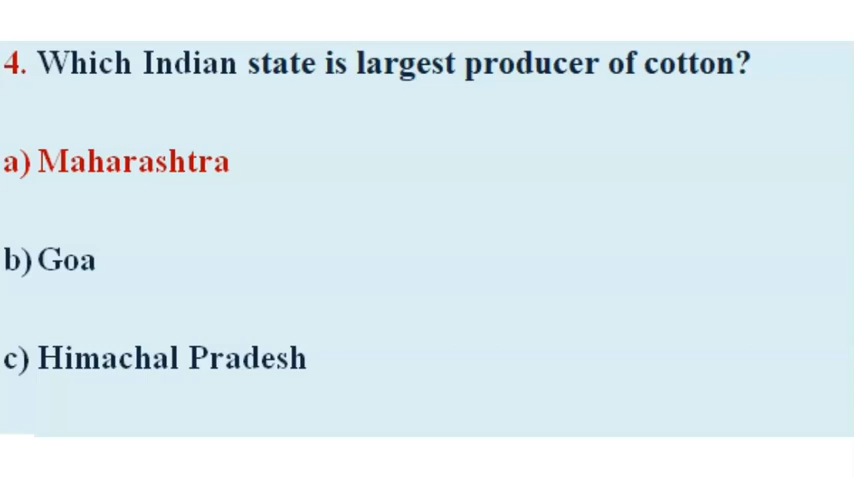 4. Which Indian state is largest producer of cotton?
a) Maharashtra
b) Goa
c) Himachal Pradesh